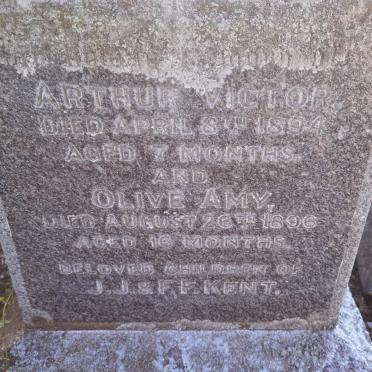 ARTHUR VICTOR,
DIED APRIL 8TH 1894,
AGED 7 MONTHS.
AND
OLIVE AMY,
DIED AUGUST 26TH 1896
AGED 16 MONTHS.
BELOVED CHILDREN OF
J.J. & F.F. KENT.